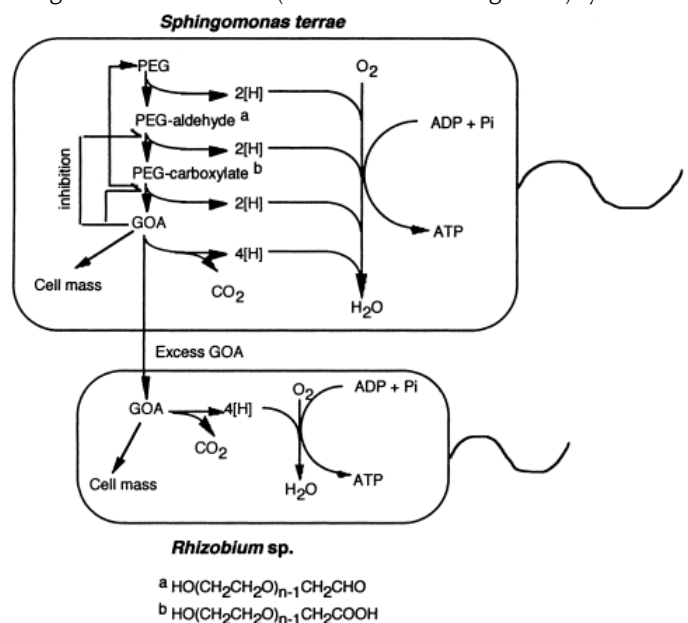 Sphingomonas terrae
PEG
O2
2[H]
PEG-aldehyde a
ADP + Pi
2[H]
PEG-carboxylate b
inhibition
2[H]
GOA
ATP
4[H]
Cell mass
CO2
H2O
Excess GOA
GOA
4[H]
O2
ADP + Pi
CO2
Cell mass
H2O
ATP
Rhizobium sp.
a HO(CH2CH2O)n-1CH2CHO
b HO(CH2CH2O)n-1CH2COOH